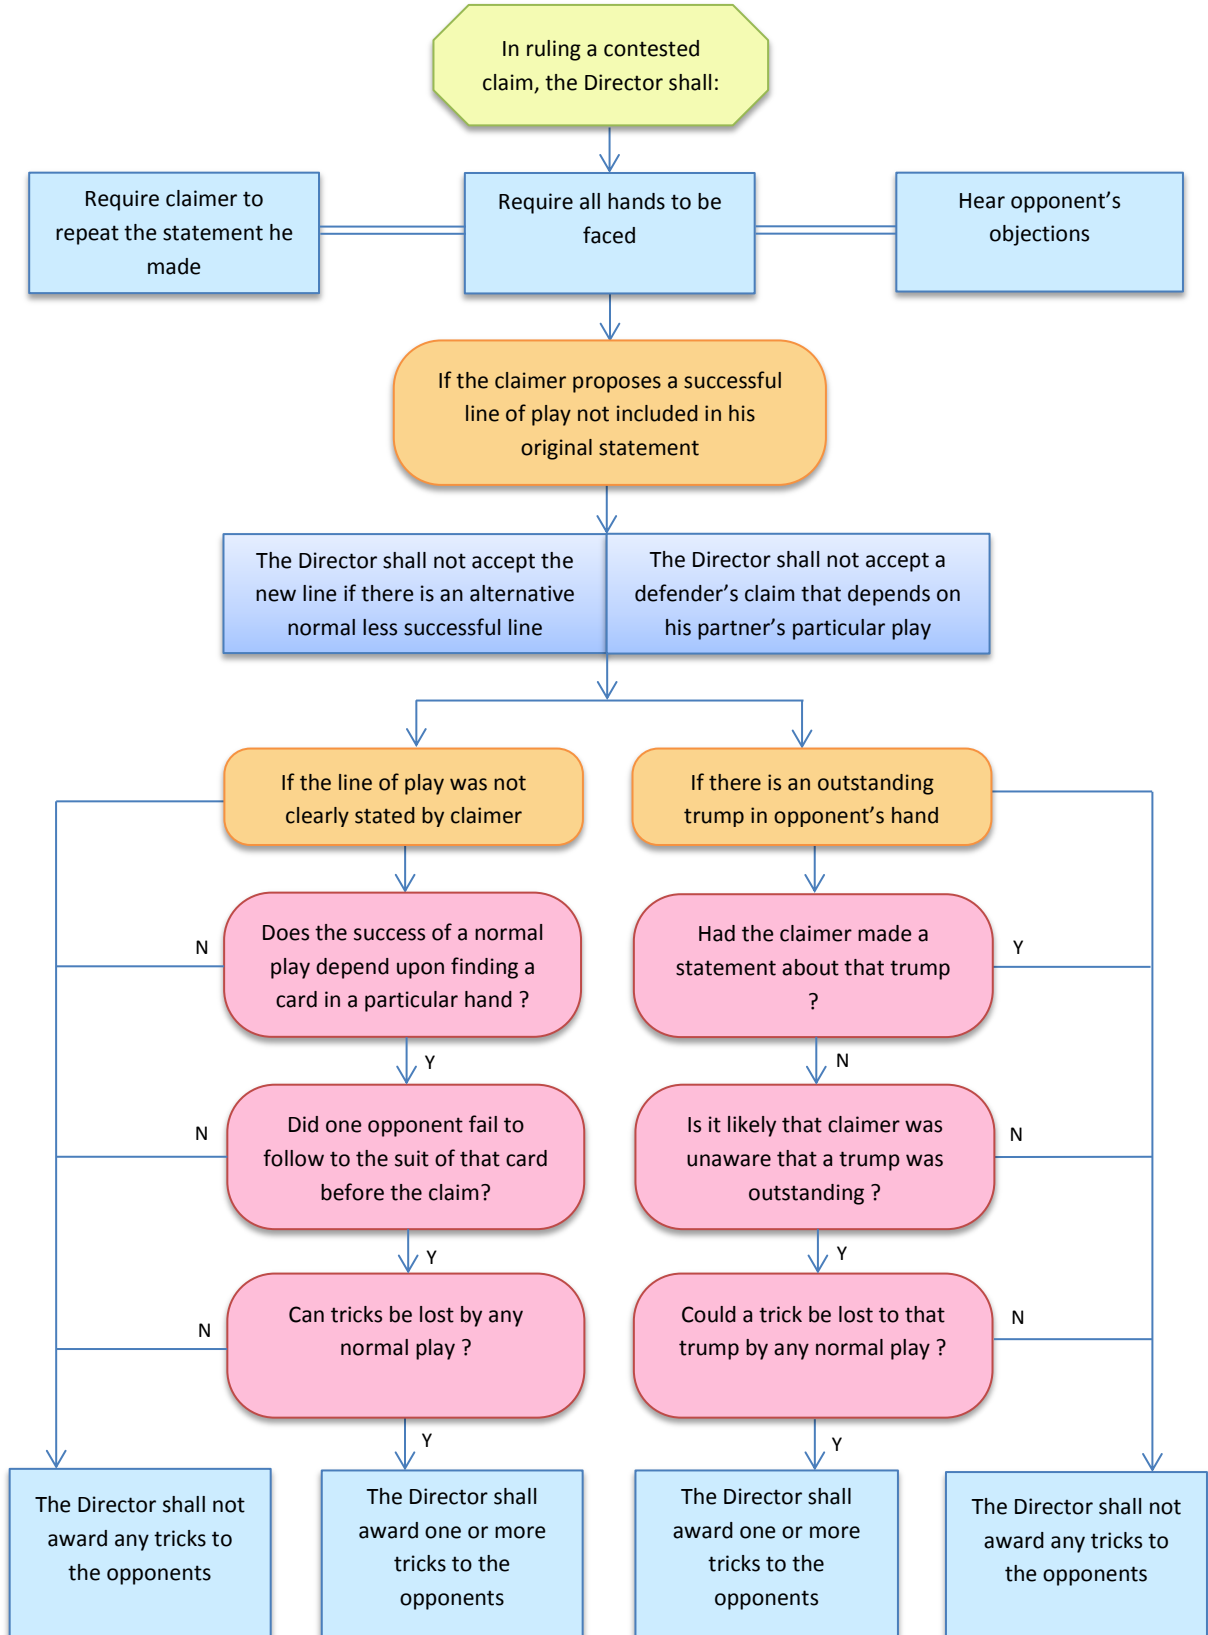 In ruling a contested
claim, the Director shall:
Require claimer to
repeat the statement he
made
Require all hands to be
faced
Hear opponent’s
objections
If the claimer proposes a successful
line of play not included in his
original statement
The Director shall not accept the
new line if there is an alternative
normal less successful line
The Director shall not accept a
defender’s claim that depends on
his partner’s particular play
If the line of play was not
clearly stated by claimer
If there is an outstanding
trump in opponent’s hand
N
Does the success of a normal
play depend upon finding a
card in a particular hand ?
Had the claimer made a
statement about that trump
?
Y
Y
N
N
Did one opponent fail to
follow to the suit of that card
before the claim?
Is it likely that claimer was
unaware that a trump was
outstanding ?
N
Y
Y
N
Can tricks be lost by any
normal play ?
Could a trick be lost to that
trump by any normal play ?
N
Y
Y
The Director shall not
award any tricks to
the opponents
The Director shall
award one or more
tricks to the
opponents
The Director shall
award one or more
tricks to the
opponents
The Director shall not
award any tricks to
the opponents